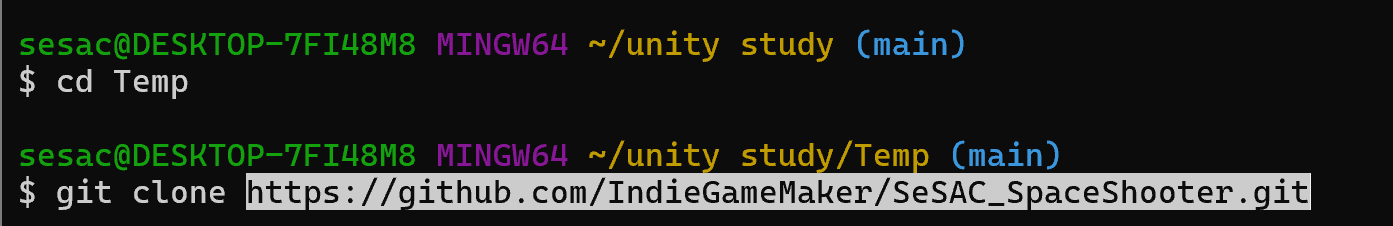 sesac@DESKTOP-7FI48M8 MINGW64 ~/unity study (main)
$ cd Temp
sesac@DESKTOP-7FI48M8 MINGW64 ~/unity study/Temp (main)
$ git clone https://github.com/IndieGameMaker/SeSAC_SpaceShooter.git